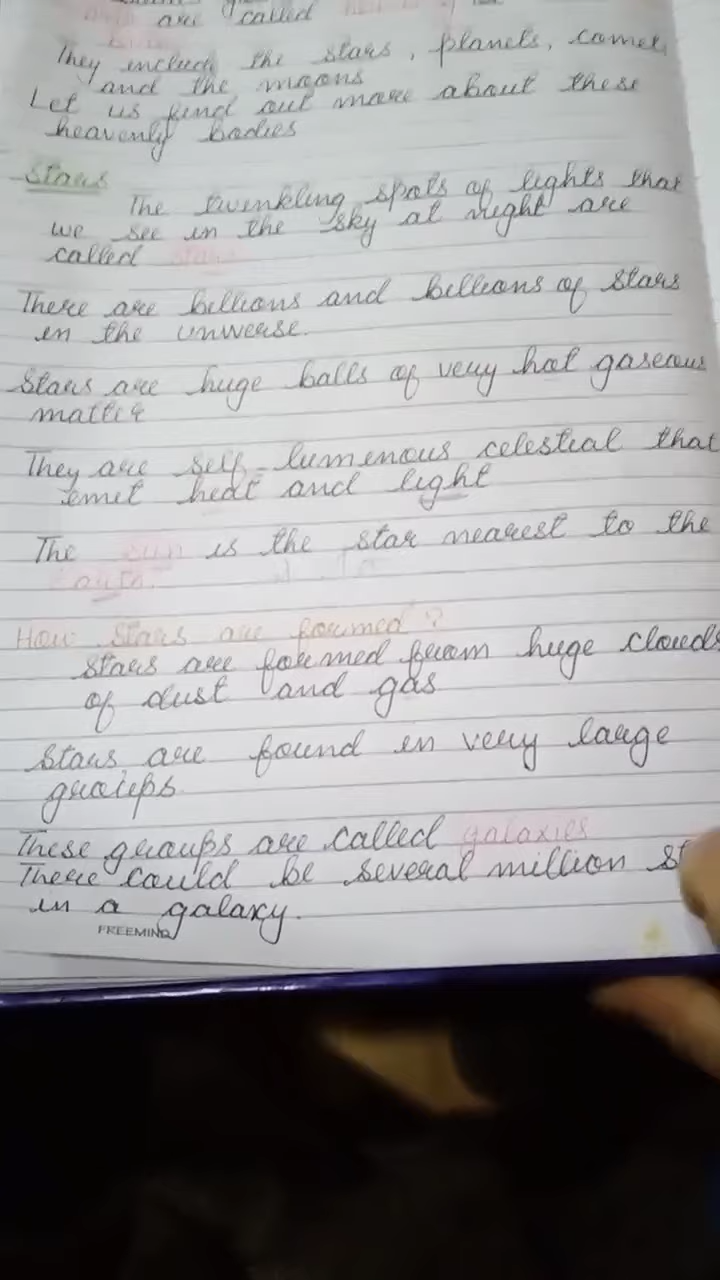 are called
They include the stars, planets, comet,
and the moons
Let us find out more about these
heavenly bodies
Stars
The twinkling spots of lights that
we see in the sky at night are
called stars
There are billions and billions of stars
in the universe.
Stars are huge balls of very hot gaseous
matter
They are self-luminous celestial that
emit heat and light
The sun is the star nearest to the
earth.
How stars are formed?
Stars are formed from huge clouds
of dust and gas
Stars are found in very large
groups
These groups are called galaxies
There could be several million
in a galaxy.
FREEMIND